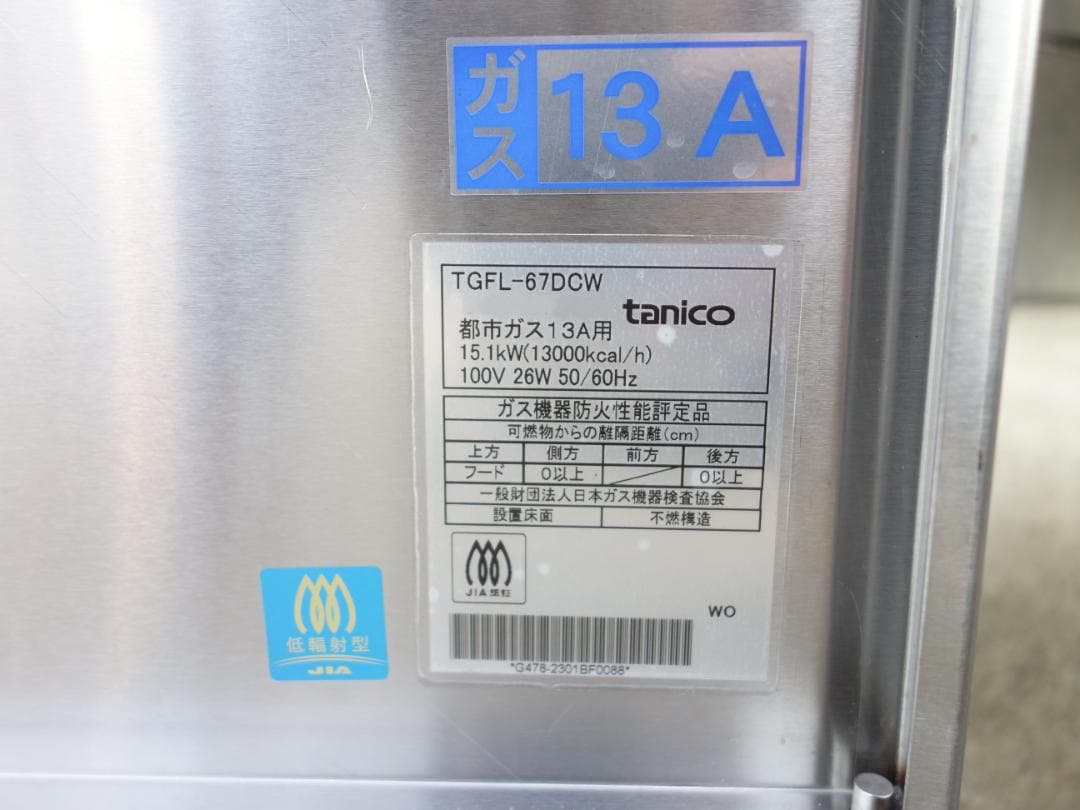 ガス 13 A
TGFL-67DCW
tanico
都市ガス13A用
15.1kW(13000kcal/h)
100V 26W 50/60Hz
ガス機器防火性能評定品
可燃物からの離隔距離(cm)
上方 側方 前方 後方
フード 0以上 0以上
一般財団法人日本ガス機器検査協会
設置床面 不燃構造
JIA 認証
WO
*G478-2301BF0088*
低輻射型
JIA